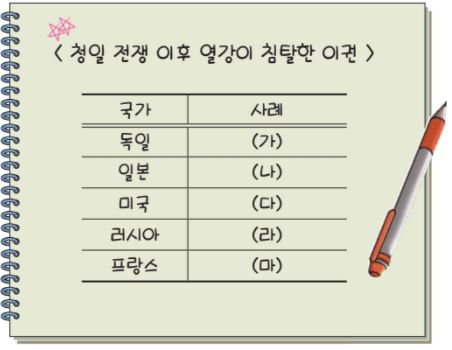 < 청일 전쟁 이후 열강이 침탈한 이권 >
국가 사례
독일 (가)
일본 (나)
미국 (다)
러시아 (라)
프랑스 (마)